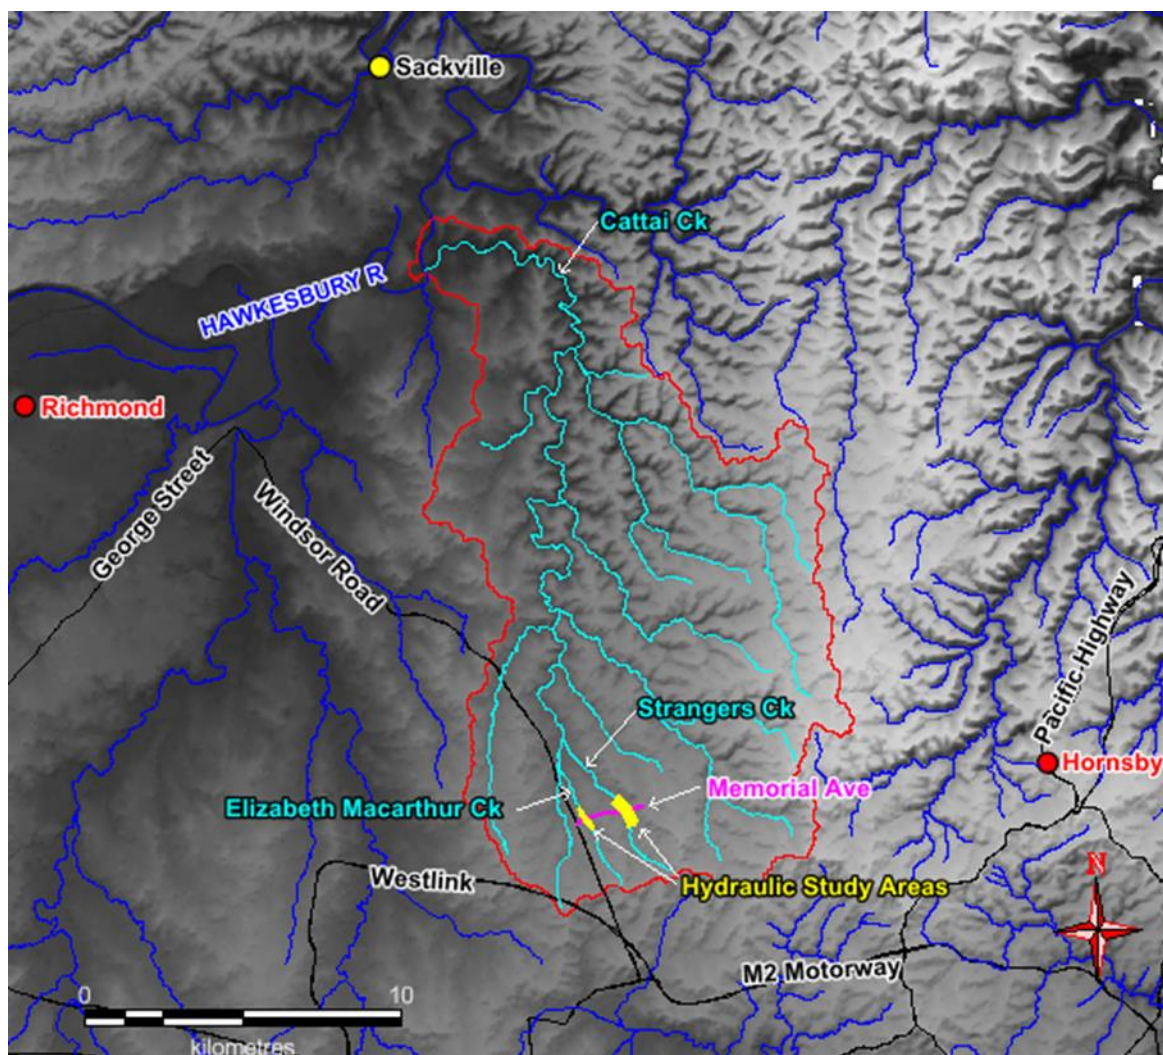 Sackville
Cattai Ck
HAWKESBURY R
Richmond
George Street
Windsor Road
Pacific Highway
Strangers Ck
Hornsby
Memorial Ave
Elizabeth Macarthur Ck
Westlink
Hydraulic Study Areas
N
M2 Motorway
0 10
kilometres